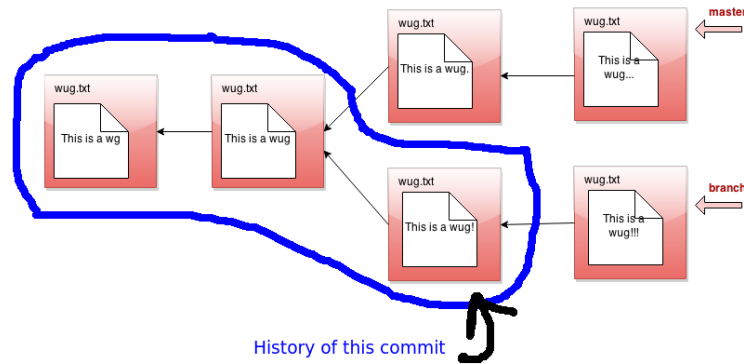 master
wug.txt
This is a wug.
wug.txt
This is a
wug...
wug.txt
This is a wg
wug.txt
This is a wug
wug.txt
This is a wug!
branch
wug.txt
This is a
wug!!!
History of this commit